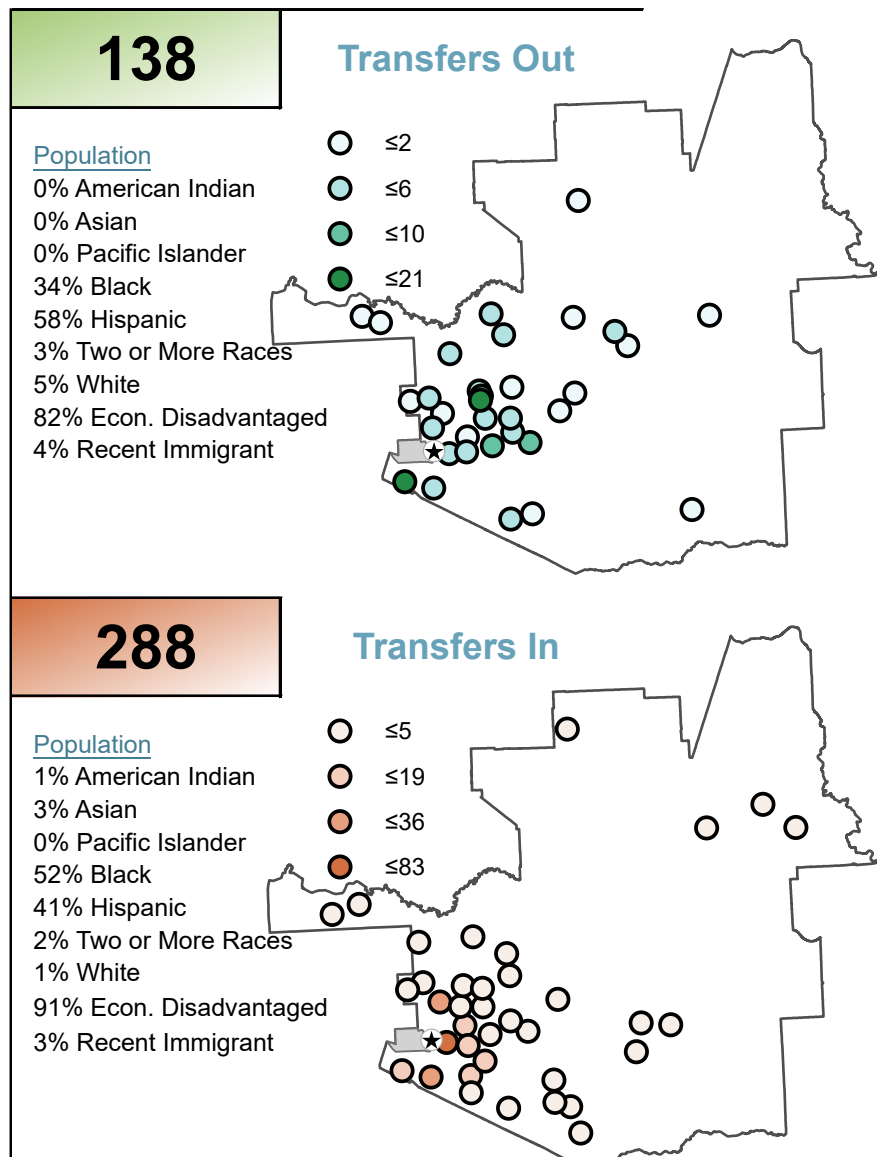 138
Transfers Out
Population
0% American Indian
0% Asian
0% Pacific Islander
34% Black
58% Hispanic
3% Two or More Races
5% White
82% Econ. Disadvantaged
4% Recent Immigrant
≤2
≤6
≤10
≤21
288
Transfers In
Population
1% American Indian
3% Asian
0% Pacific Islander
52% Black
41% Hispanic
2% Two or More Races
1% White
91% Econ. Disadvantaged
3% Recent Immigrant
≤5
≤19
≤36
≤83